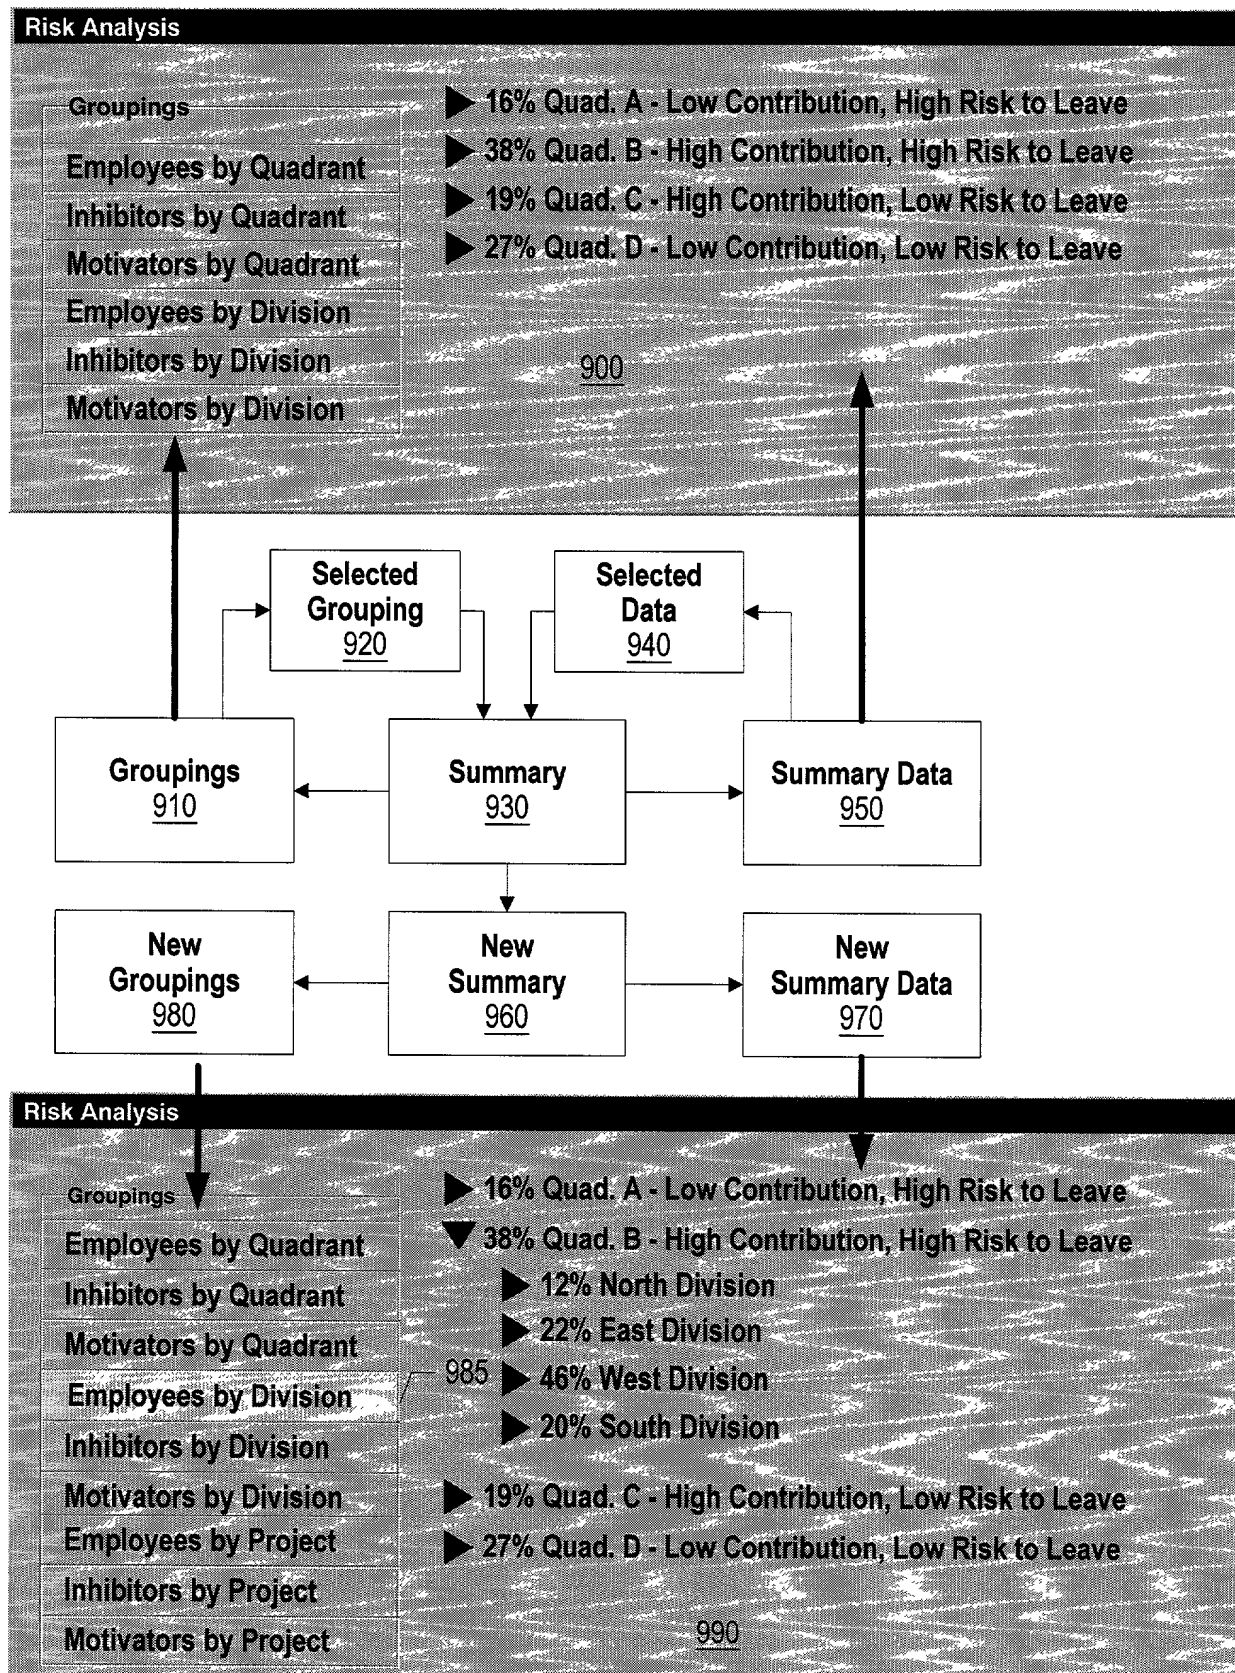 Risk Analysis
Groupings
Employees by Quadrant
Inhibitors by Quadrant
Motivators by Quadrant
Employees by Division
Inhibitors by Division
Motivators by Division
16% Quad. A - Low Contribution, High Risk to Leave
38% Quad. B - High Contribution, High Risk to Leave
19% Quad. C - High Contribution, Low Risk to Leave
27% Quad. D - Low Contribution, Low Risk to Leave
900
Selected
Grouping
920
Selected
Data
940
Groupings
910
Summary
930
Summary Data
950
New
Groupings
980
New
Summary
960
New
Summary Data
970
Risk Analysis
Groupings
Employees by Quadrant
Inhibitors by Quadrant
Motivators by Quadrant
Employees by Division
Inhibitors by Division
Motivators by Division
Employees by Project
Inhibitors by Project
Motivators by Project
985
16% Quad. A - Low Contribution, High Risk to Leave
38% Quad. B - High Contribution, High Risk to Leave
12% North Division
22% East Division
46% West Division
20% South Division
19% Quad. C - High Contribution, Low Risk to Leave
27% Quad. D - Low Contribution, Low Risk to Leave
990